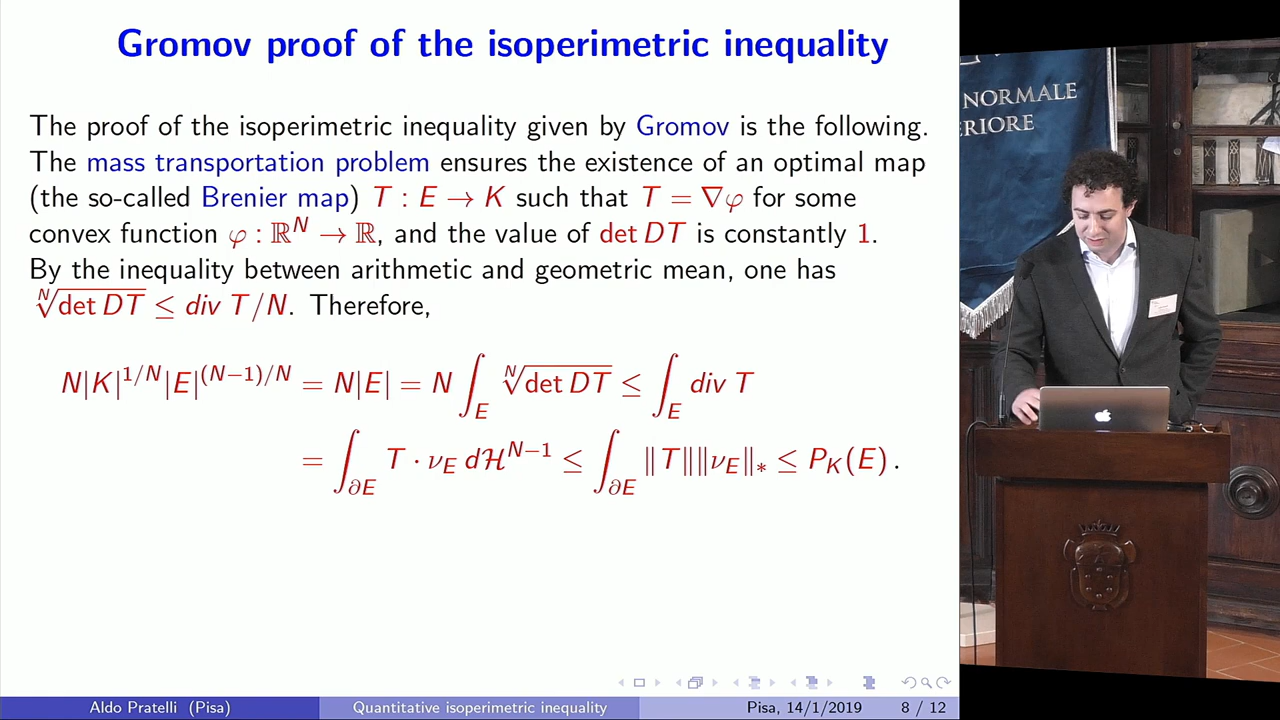 Gromov proof of the isoperimetric inequality
The proof of the isoperimetric inequality given by Gromov is the following.
The mass transportation problem ensures the existence of an optimal map
(the so-called Brenier map) T : E → K such that T = ∇φ for some
convex function φ : ℝᴺ → ℝ, and the value of det DT is constantly 1.
By the inequality between arithmetic and geometric mean, one has
ᴺ√det DT ≤ div T/N. Therefore,
N|K|^{1/N}|E|^{(N−1)/N} = N|E| = N ∫_E ᴺ√det DT ≤ ∫_E div T
= ∫_{∂E} T · ν_E dℋ^{N−1} ≤ ∫_{∂E} ‖T‖‖ν_E‖_* ≤ P_K(E) .
Aldo Pratelli (Pisa) Quantitative isoperimetric inequality Pisa, 14/1/2019 8 / 12
NORMALE
ERIORE